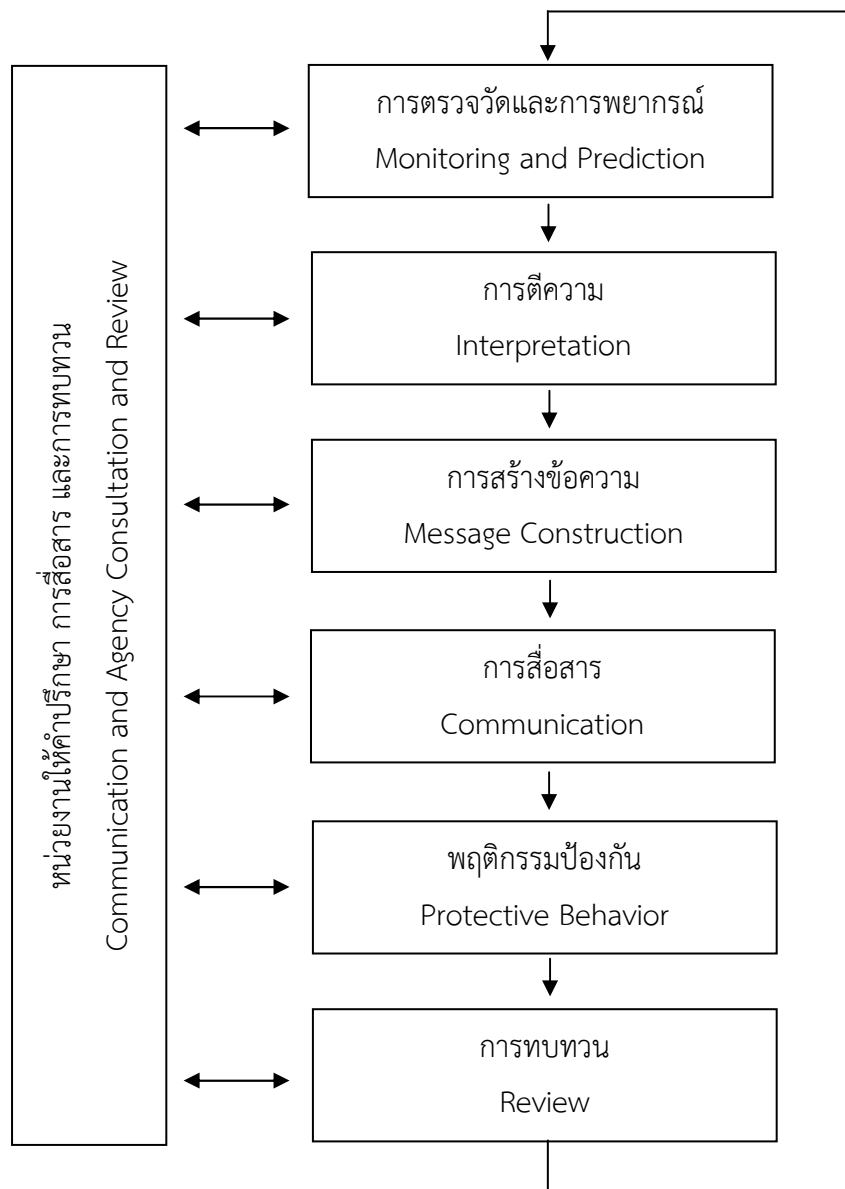 หน่วยงานให้คำปรึกษา การสื่อสาร และการทบทวน
Communication and Agency Consultation and Review
การตรวจวัดและการพยากรณ์
Monitoring and Prediction
การตีความ
Interpretation
การสร้างข้อความ
Message Construction
การสื่อสาร
Communication
พฤติกรรมป้องกัน
Protective Behavior
การทบทวน
Review